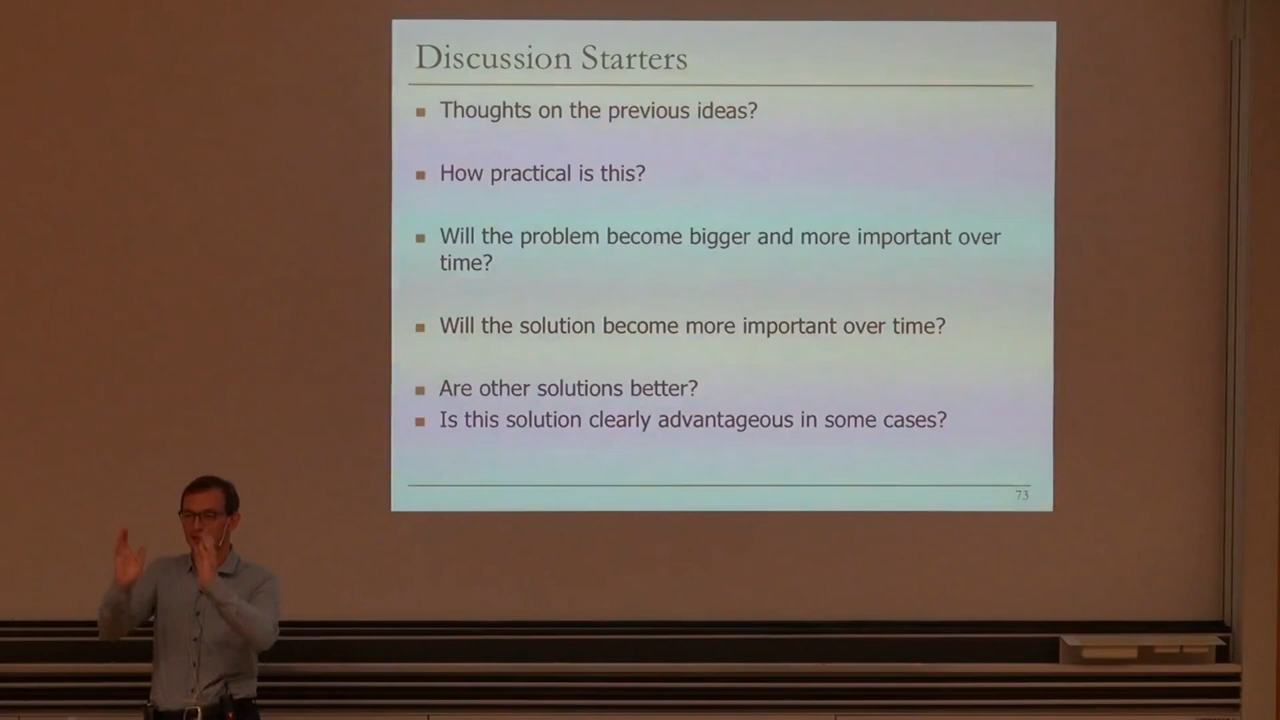 Discussion Starters
■ Thoughts on the previous ideas?
■ How practical is this?
■ Will the problem become bigger and more important over
time?
■ Will the solution become more important over time?
■ Are other solutions better?
■ Is this solution clearly advantageous in some cases?
73